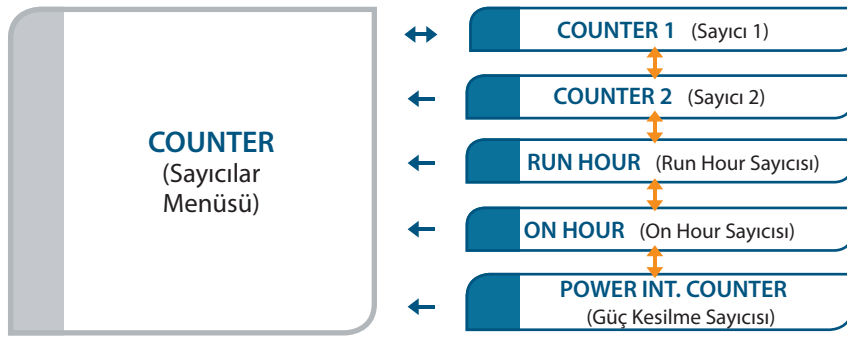 COUNTER
(Sayıcılar
Menüsü)
COUNTER 1 (Sayıcı 1)
COUNTER 2 (Sayıcı 2)
RUN HOUR (Run Hour Sayıcısı)
ON HOUR (On Hour Sayıcısı)
POWER INT. COUNTER
(Güç Kesilme Sayıcısı)